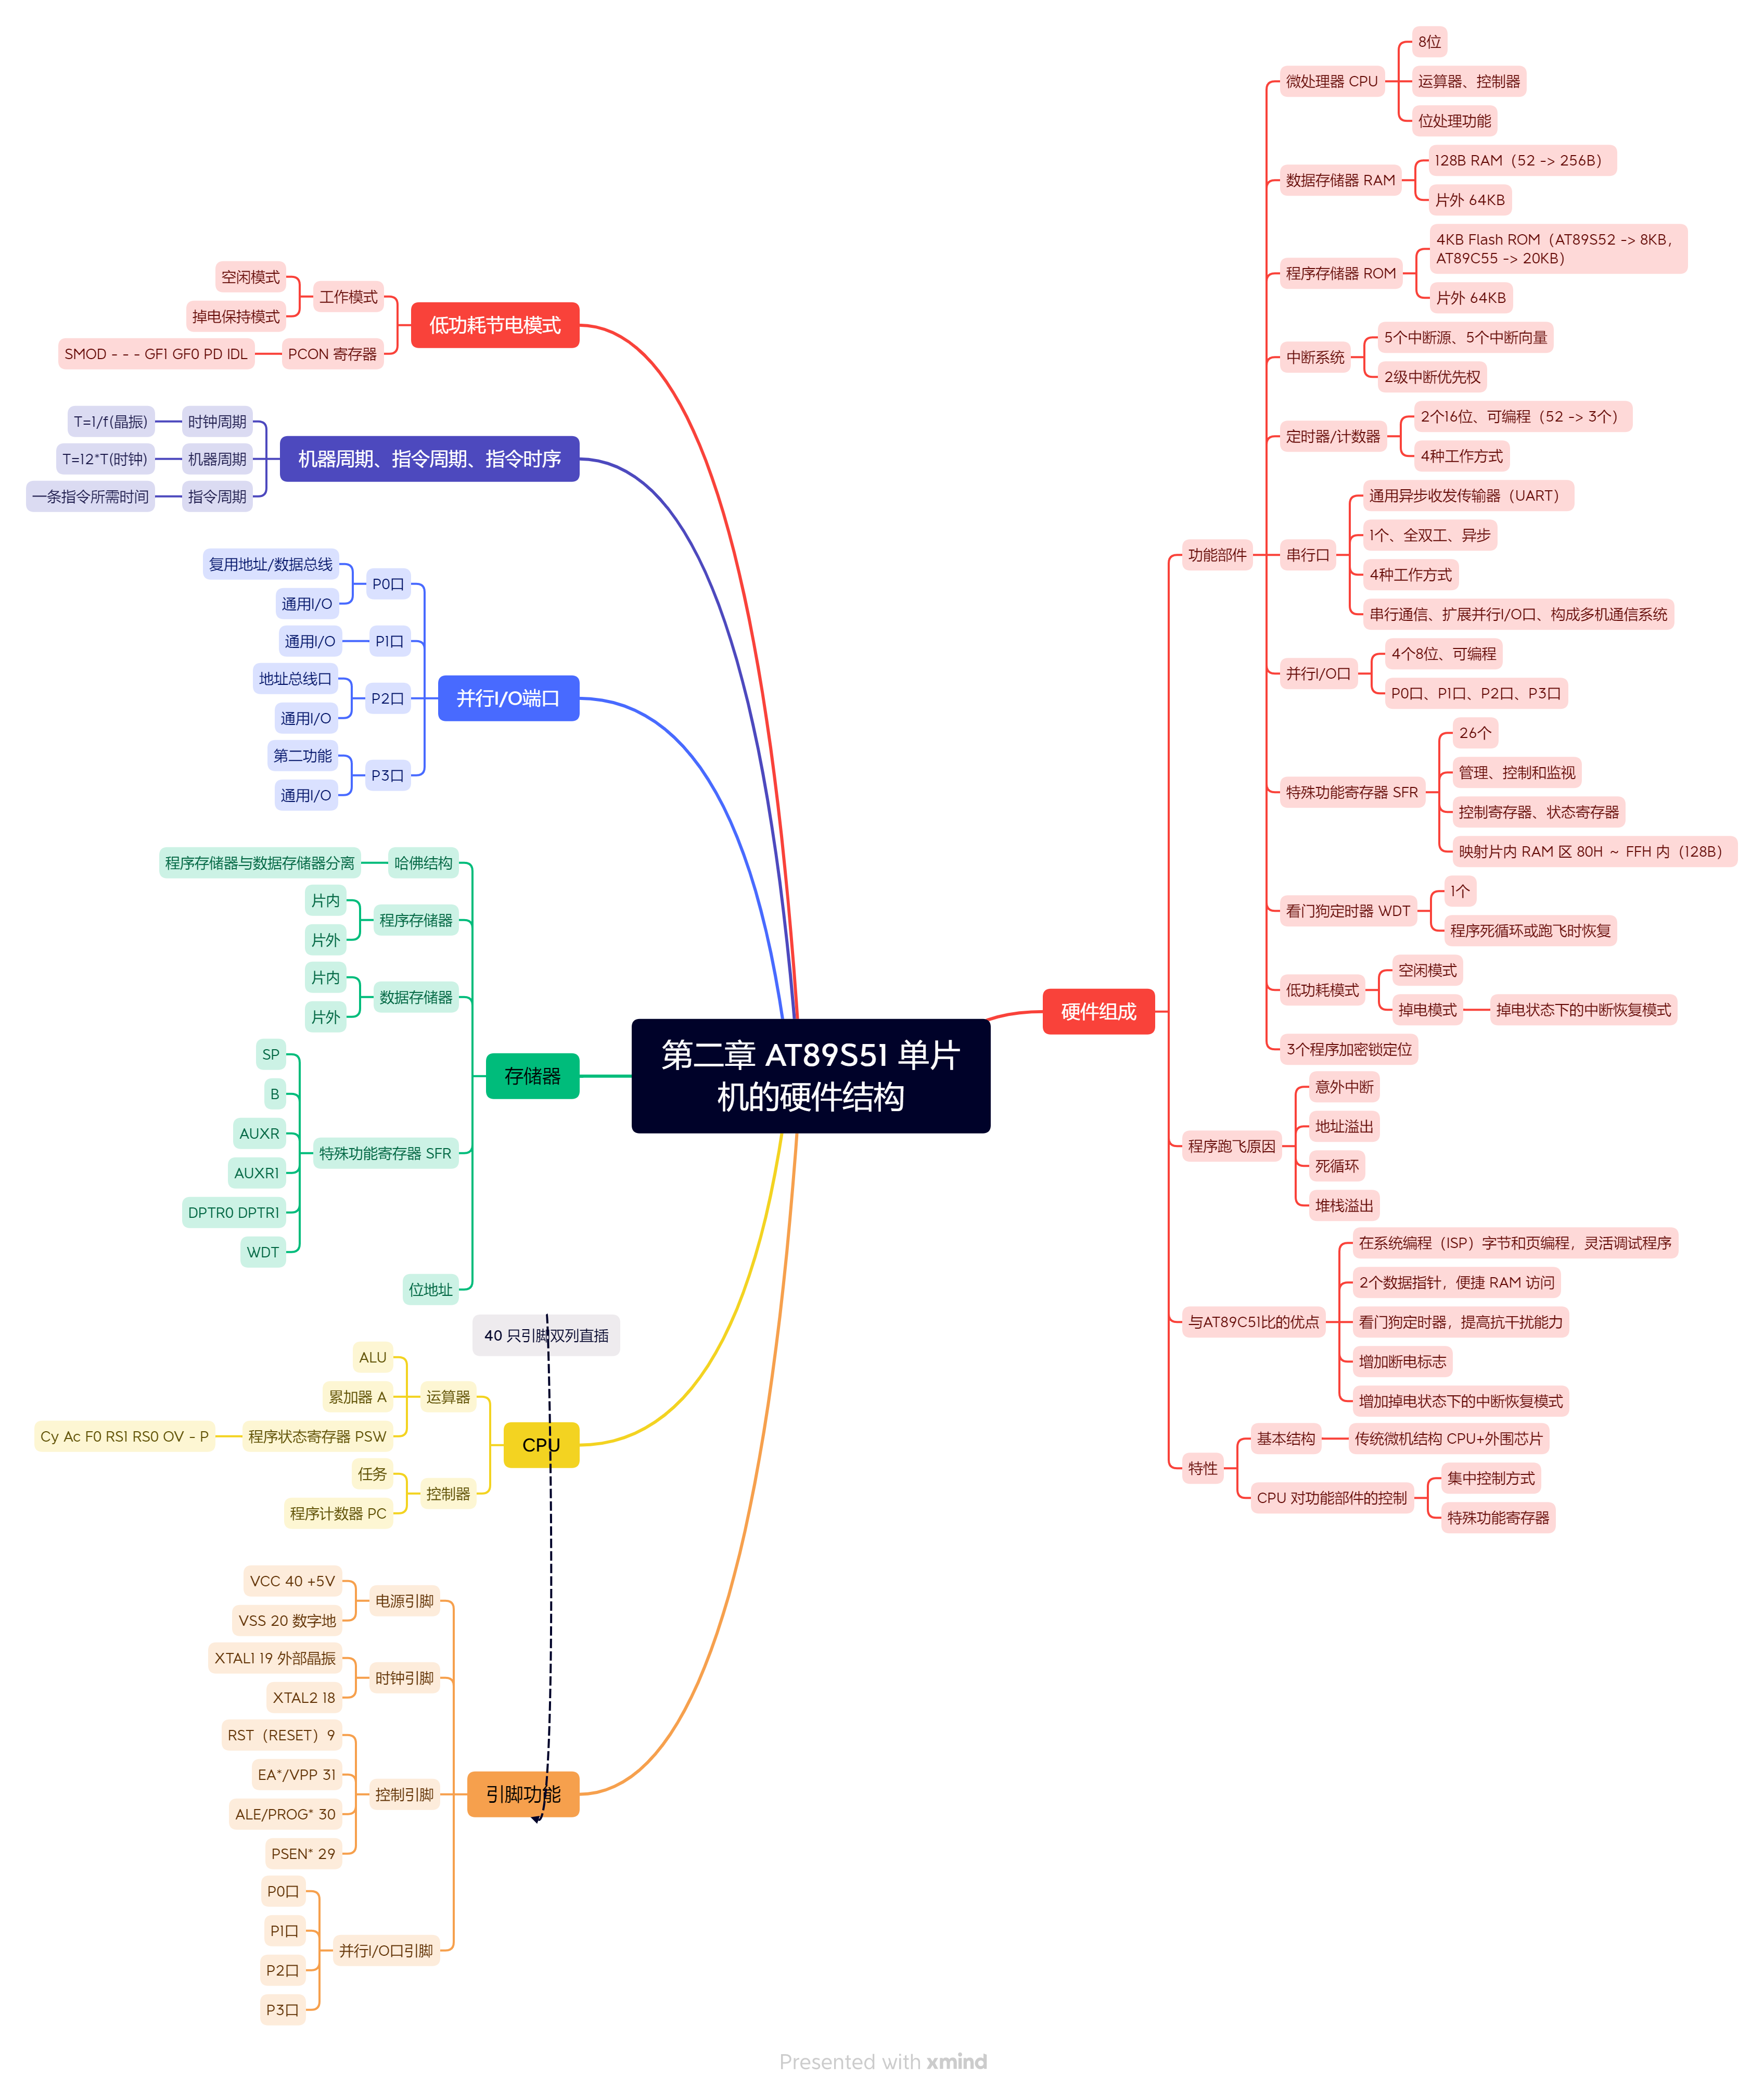 第二章 AT89S51 单片
机的硬件结构
硬件组成
功能部件
微处理器 CPU
8位
运算器、控制器
位处理功能
数据存储器 RAM
128B RAM（52 -> 256B）
片外 64KB
程序存储器 ROM
4KB Flash ROM（AT89S52 -> 8KB，
AT89C55 -> 20KB）
片外 64KB
中断系统
5个中断源、5个中断向量
2级中断优先权
定时器/计数器
2个16位、可编程（52 -> 3个）
4种工作方式
串行口
通用异步收发传输器（UART）
1个、全双工、异步
4种工作方式
串行通信、扩展并行I/O口、构成多机通信系统
并行I/O口
4个8位、可编程
P0口、P1口、P2口、P3口
特殊功能寄存器 SFR
26个
管理、控制和监视
控制寄存器、状态寄存器
映射片内 RAM 区 80H ～ FFH 内（128B）
看门狗定时器 WDT
1个
程序死循环或跑飞时恢复
低功耗模式
空闲模式
掉电模式
掉电状态下的中断恢复模式
3个程序加密锁定位
程序跑飞原因
意外中断
地址溢出
死循环
堆栈溢出
与AT89C51比的优点
在系统编程（ISP）字节和页编程，灵活调试程序
2个数据指针，便捷 RAM 访问
看门狗定时器，提高抗干扰能力
增加断电标志
增加掉电状态下的中断恢复模式
特性
基本结构
传统微机结构 CPU+外围芯片
CPU 对功能部件的控制
集中控制方式
特殊功能寄存器
低功耗节电模式
工作模式
空闲模式
掉电保持模式
PCON 寄存器
SMOD - - - GF1 GF0 PD IDL
机器周期、指令周期、指令时序
时钟周期
T=1/f(晶振)
机器周期
T=12*T(时钟)
指令周期
一条指令所需时间
并行I/O端口
P0口
复用地址/数据总线
通用I/O
P1口
通用I/O
P2口
地址总线口
通用I/O
P3口
第二功能
通用I/O
存储器
哈佛结构
程序存储器与数据存储器分离
程序存储器
片内
片外
数据存储器
片内
片外
特殊功能寄存器 SFR
SP
B
AUXR
AUXR1
DPTR0 DPTR1
WDT
位地址
40 只引脚双列直插
CPU
运算器
ALU
累加器 A
程序状态寄存器 PSW
Cy Ac F0 RS1 RS0 OV - P
控制器
任务
程序计数器 PC
引脚功能
电源引脚
VCC 40 +5V
VSS 20 数字地
时钟引脚
XTAL1 19 外部晶振
XTAL2 18
控制引脚
RST（RESET）9
EA*/VPP 31
ALE/PROG* 30
PSEN* 29
并行I/O口引脚
P0口
P1口
P2口
P3口
Presented with xmind